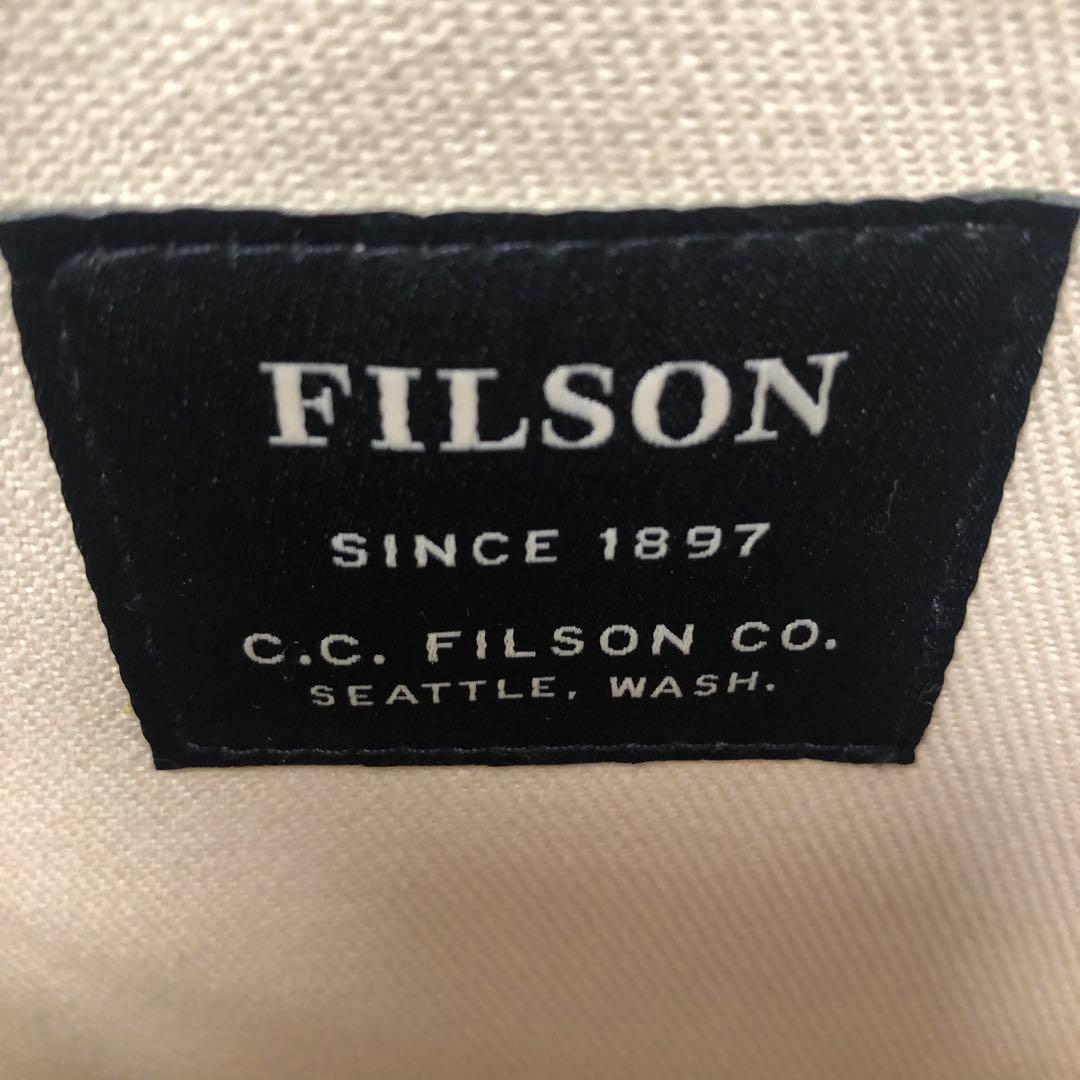 FILSON
SINCE 1897
C.C. FILSON CO.
SEATTLE, WASH.